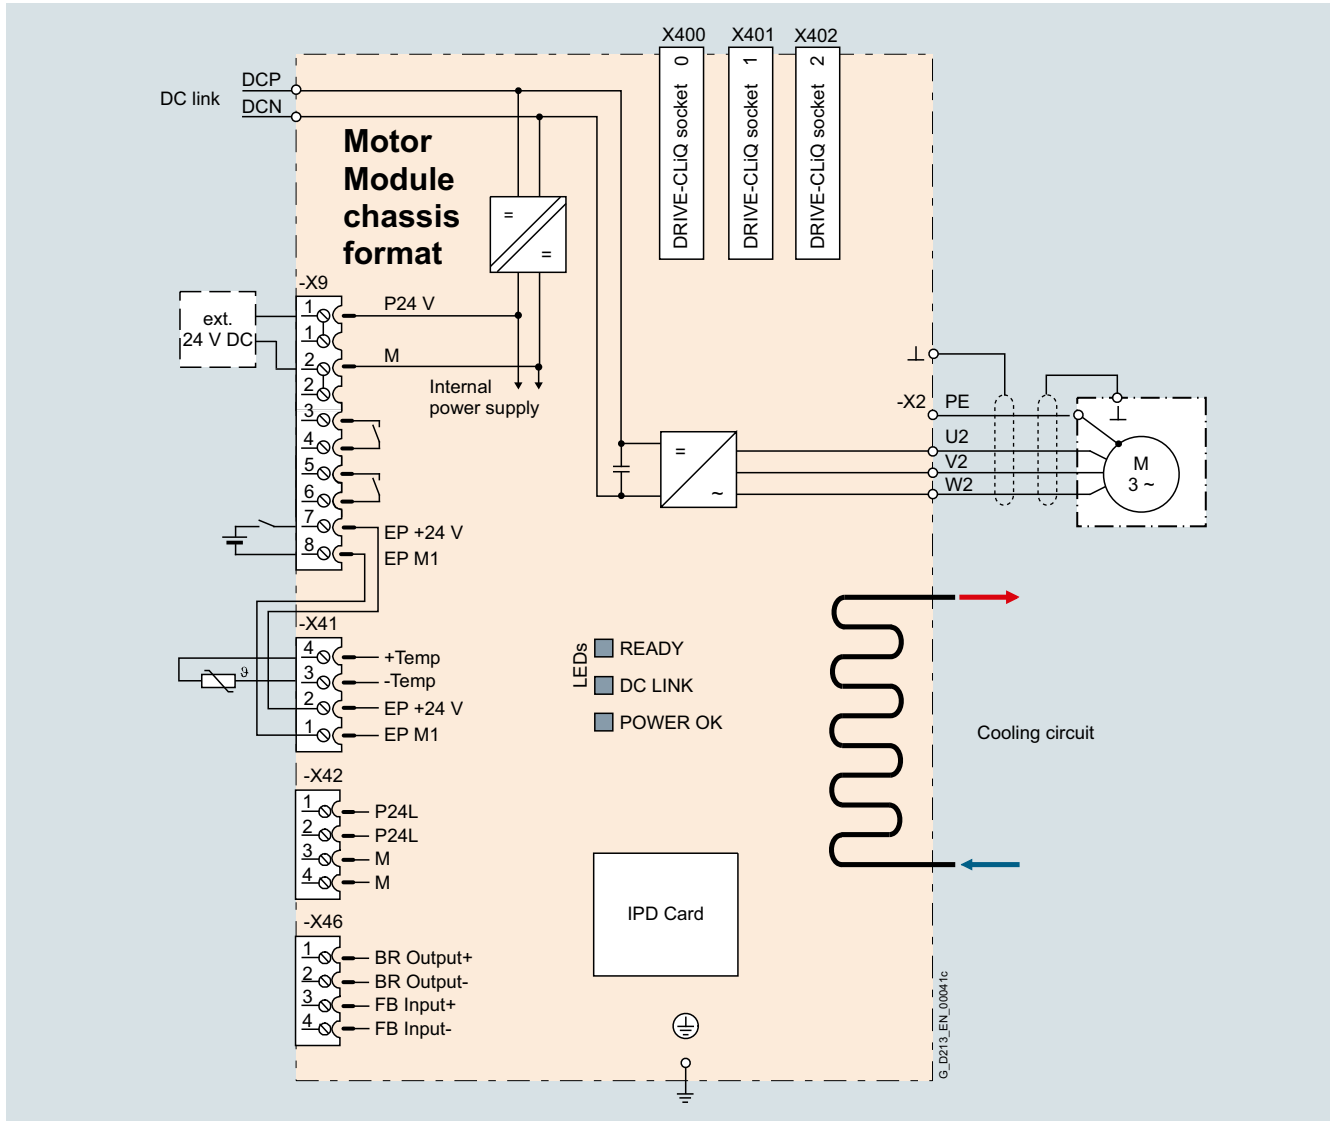 X400 X401 X402
DRIVE-CLiQ socket 0
DRIVE-CLiQ socket 1
DRIVE-CLiQ socket 2
DC link
DCP
DCN
Motor
Module
chassis
format
=
=
-X9
ext.
24 V DC
1
1
2
2
3
4
5
6
7
8
P24 V
M
Internal
power supply
EP +24 V
EP M1
=
~
-X2
PE
U2
V2
W2
M
3 ~
-X41
4 +Temp
3 -Temp
2 EP +24 V
1 EP M1
ϑ
LEDs
READY
DC LINK
POWER OK
Cooling circuit
-X42
1 P24L
2 P24L
3 M
4 M
-X46
1 BR Output+
2 BR Output-
3 FB Input+
4 FB Input-
IPD Card
G_D213_EN_00041c